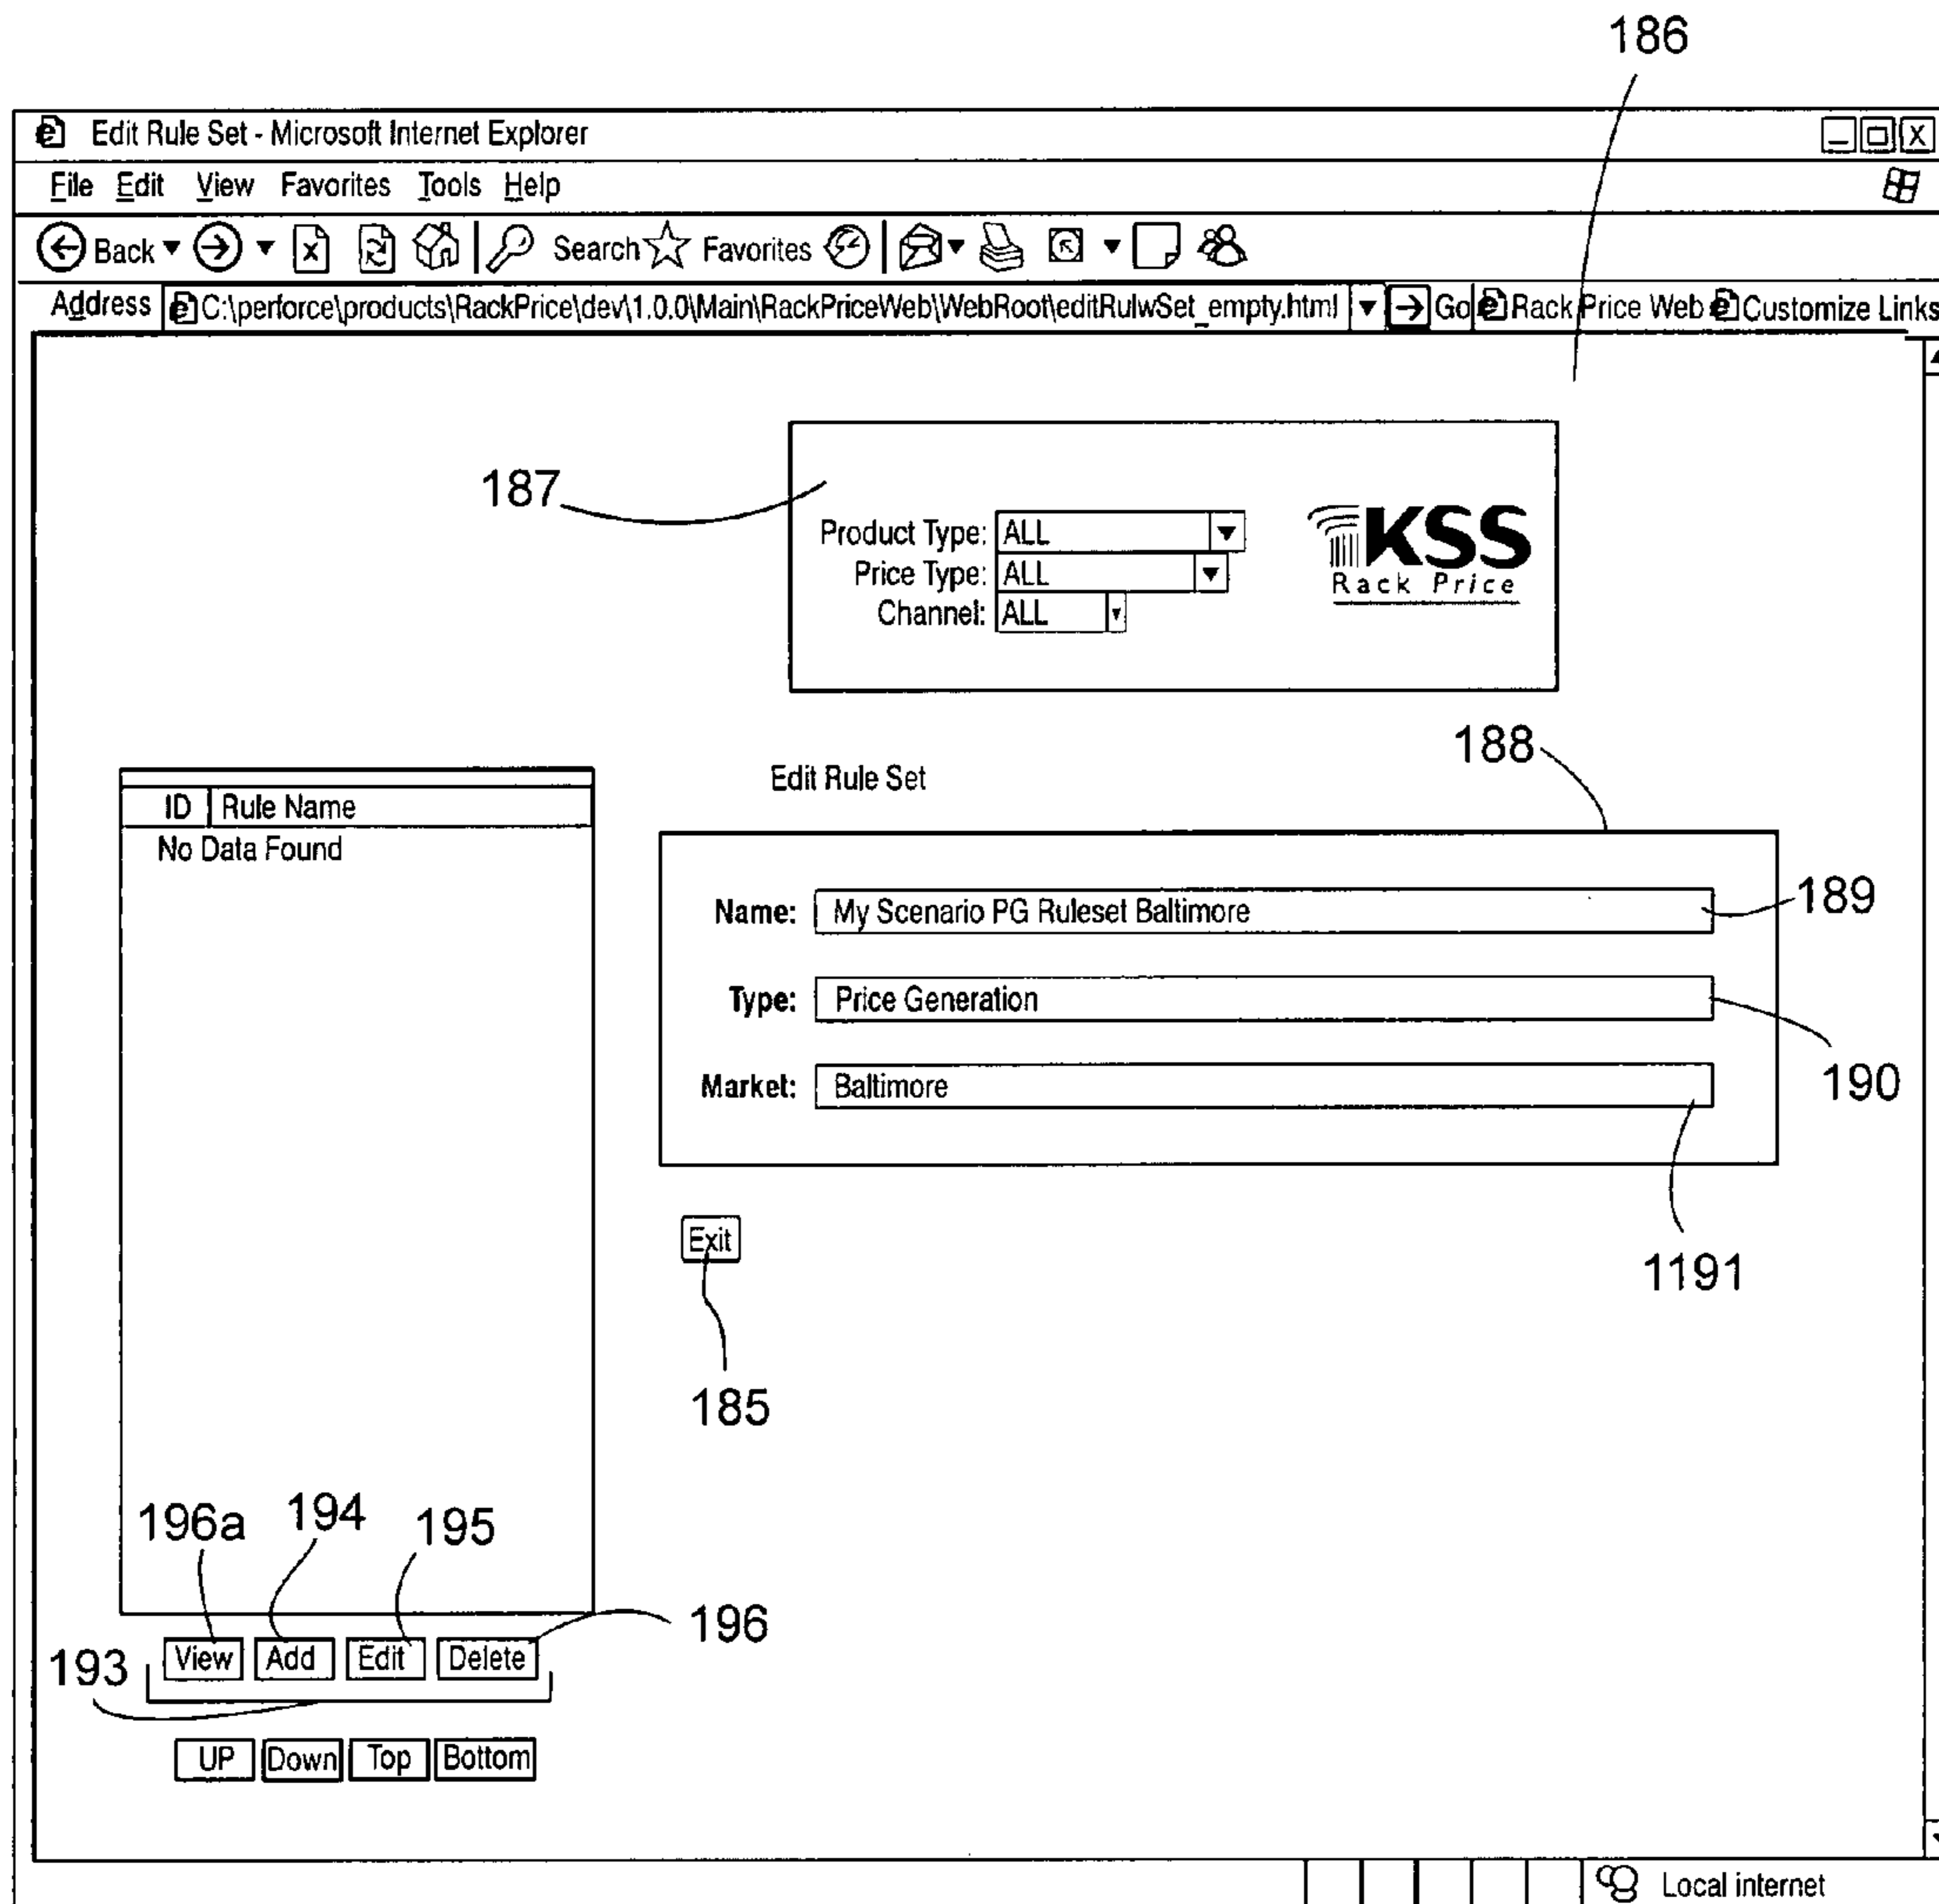 186
Edit Rule Set - Microsoft Internet Explorer
File Edit View Favorites Tools Help
Back Search Favorites
Address C:\perforce\products\RackPrice\dev\1.0.0\Main\RackPriceWeb\WebRoot\editRulwSet_empty.html Go Rack Price Web Customize Links
187
Product Type: ALL
Price Type: ALL
Channel: ALL
KSS
Rack Price
188
Edit Rule Set
ID Rule Name
No Data Found
Name: My Scenario PG Ruleset Baltimore
189
Type: Price Generation
190
Market: Baltimore
1191
Exit
185
196a 194 195
196
193
View Add Edit Delete
UP Down Top Bottom
Local internet